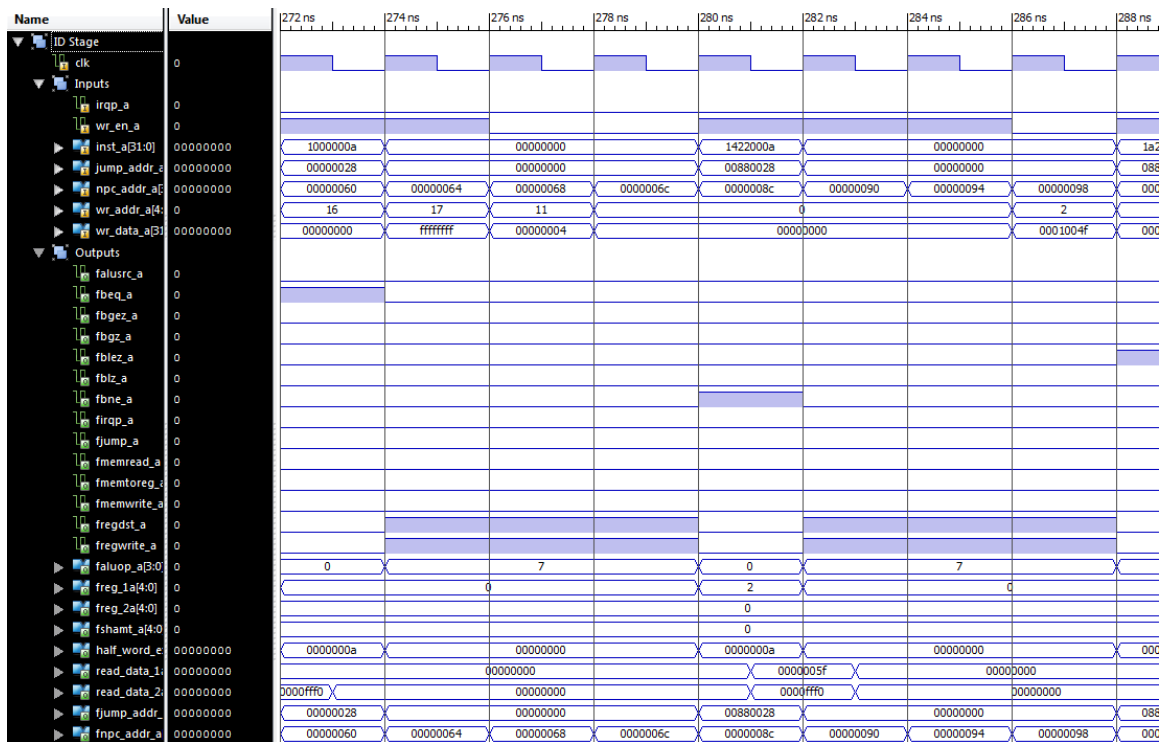 Name Value 272 ns 274 ns 276 ns 278 ns 280 ns 282 ns 284 ns 286 ns 288 ns
ID Stage
clk 0
Inputs
irqp_a 0
wr_en_a 0
inst_a[31:0] 00000000 1000000a 00000000 1422000a 00000000 1a2
jump_addr_a 00000000 00000028 00000000 00880028 00000000 088
npc_addr_a[ 00000000 00000060 00000064 00000068 0000006c 0000008c 00000090 00000094 00000098 000
wr_addr_a[4: 0 16 17 11 0 2
wr_data_a[31 00000000 00000000 ffffffff 00000004 00000000 0001004f 000
Outputs
falusrc_a 0
fbeq_a 0
fbgez_a 0
fbgz_a 0
fblez_a 0
fblz_a 0
fbne_a 0
firqp_a 0
fjump_a 0
fmemread_a 0
fmemtoreg_a 0
fmemwrite_a 0
fregdst_a 0
fregwrite_a 0
faluop_a[3:0] 0 0 7 0 7
freg_1a[4:0] 0 0 2 0
freg_2a[4:0] 0 0
fshamt_a[4:0 0 0
half_word_e 00000000 0000000a 00000000 0000000a 00000000 000
read_data_1 00000000 00000000 0000005f 00000000
read_data_2 00000000 0000fff0 00000000 0000fff0 00000000
fjump_addr_ 00000000 00000028 00000000 00880028 00000000 088
fnpc_addr_a 00000000 00000060 00000064 00000068 0000006c 0000008c 00000090 00000094 00000098 000